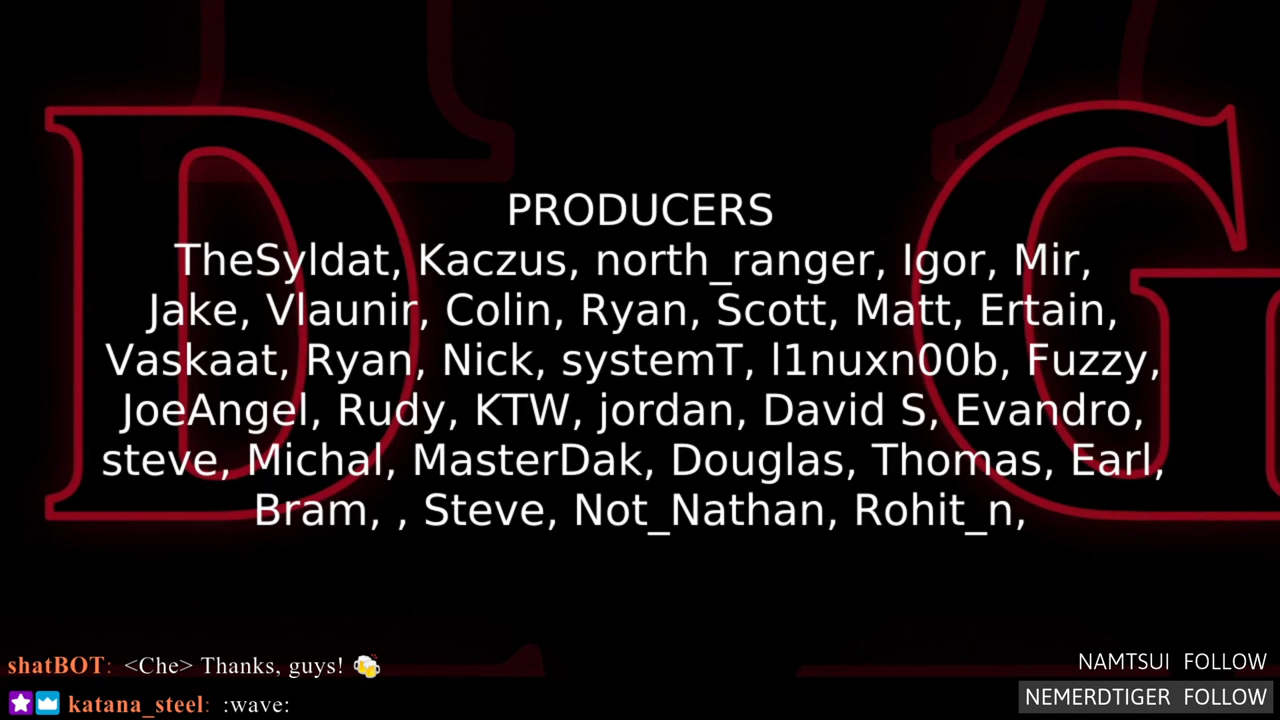 D G
PRODUCERS
TheSyldat, Kaczus, north_ranger, Igor, Mir,
Jake, Vlaunir, Colin, Ryan, Scott, Matt, Ertain,
Vaskaat, Ryan, Nick, systemT, l1nuxn00b, Fuzzy,
JoeAngel, Rudy, KTW, jordan, David S, Evandro,
steve, Michal, MasterDak, Douglas, Thomas, Earl,
Bram, , Steve, Not_Nathan, Rohit_n,
shatBOT: <Che> Thanks, guys! 🍻
katana_steel: :wave:
NAMTSUI FOLLOW
NEMERDTIGER FOLLOW